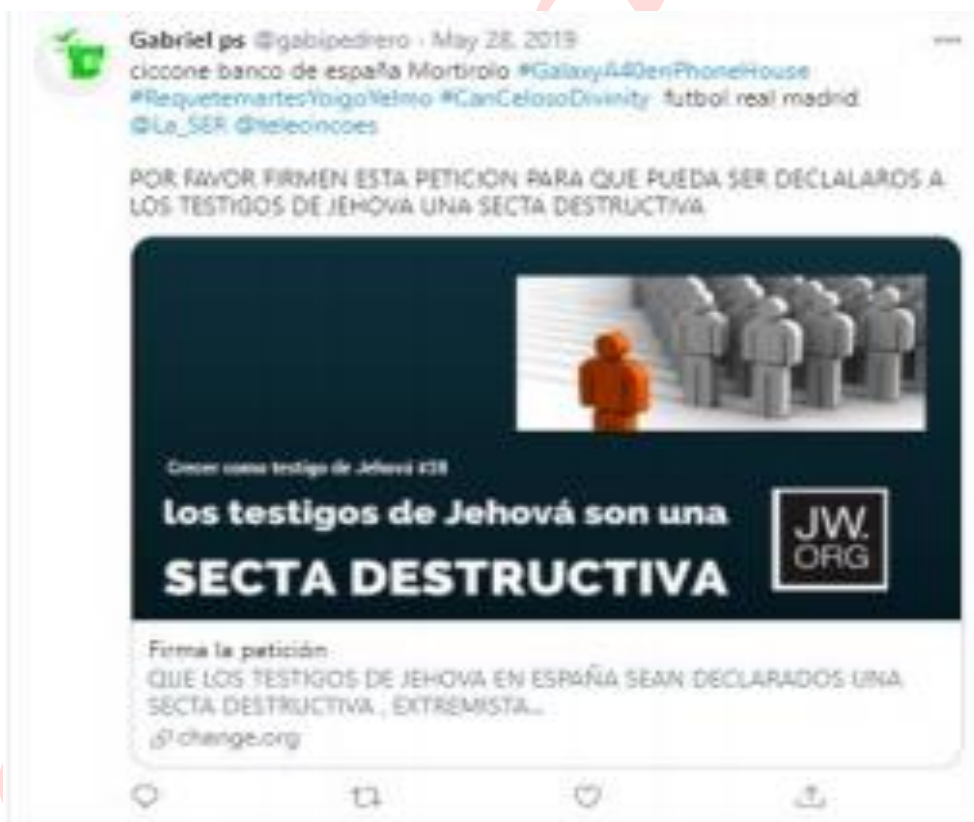 Gabriel ps @gabipedrero · May 28, 2019
ciccone banco de españa Mortirolo #GalaxyA40enPhoneHouse
#RequetemartesYoigoYelmo #CanCelosoDivinity futbol real madrid
@La_SER @telecincoes
POR FAVOR FIRMEN ESTA PETICION PARA QUE PUEDA SER DECLALAROS A
LOS TESTIGOS DE JEHOVA UNA SECTA DESTRUCTIVA
Crecer como testigo de Jehová #38
los testigos de Jehová son una
SECTA DESTRUCTIVA
JW.
ORG
Firma la petición
QUE LOS TESTIGOS DE JEHOVA EN ESPAÑA SEAN DECLARADOS UNA
SECTA DESTRUCTIVA , EXTREMISTA...
change.org